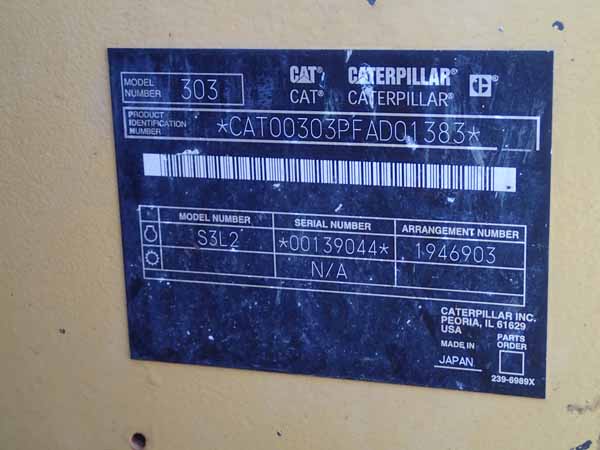 MODEL NUMBER 303
CAT® CATERPILLAR® C
CAT® CATERPILLAR®
PRODUCT IDENTIFICATION NUMBER *CAT00303PFAD01383*
MODEL NUMBER SERIAL NUMBER ARRANGEMENT NUMBER
S3L2 *00139044* 1946903
N/A
CATERPILLAR INC.
PEORIA, IL 61629
USA
MADE IN JAPAN
PARTS ORDER
239-6989X